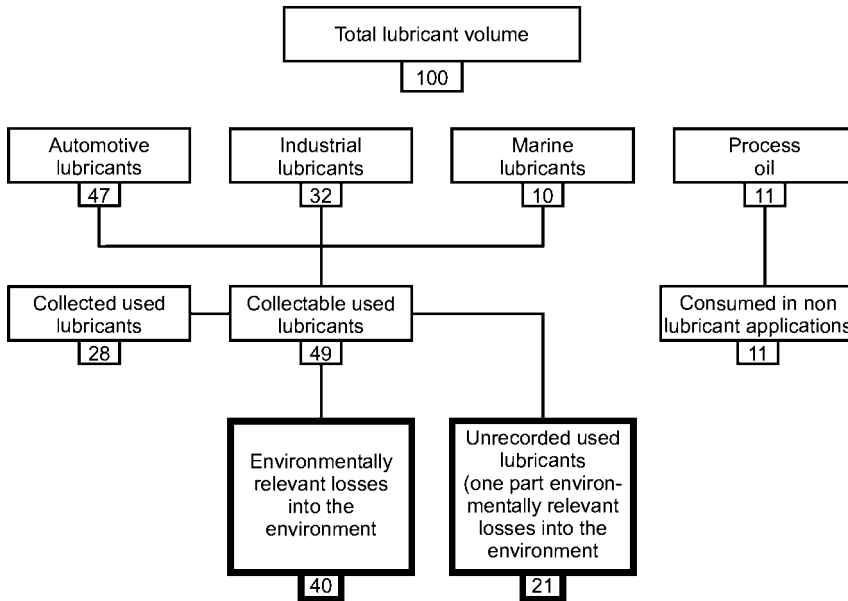 Total lubricant volume
100
Automotive
lubricants
47
Industrial
lubricants
32
Marine
lubricants
10
Process
oil
11
Collected used
lubricants
28
Collectable used
lubricants
49
Consumed in non
lubricant applications
11
Environmentally
relevant losses
into the
environment
40
Unrecorded used
lubricants
(one part environ-
mentally relevant
losses into the
environment
21